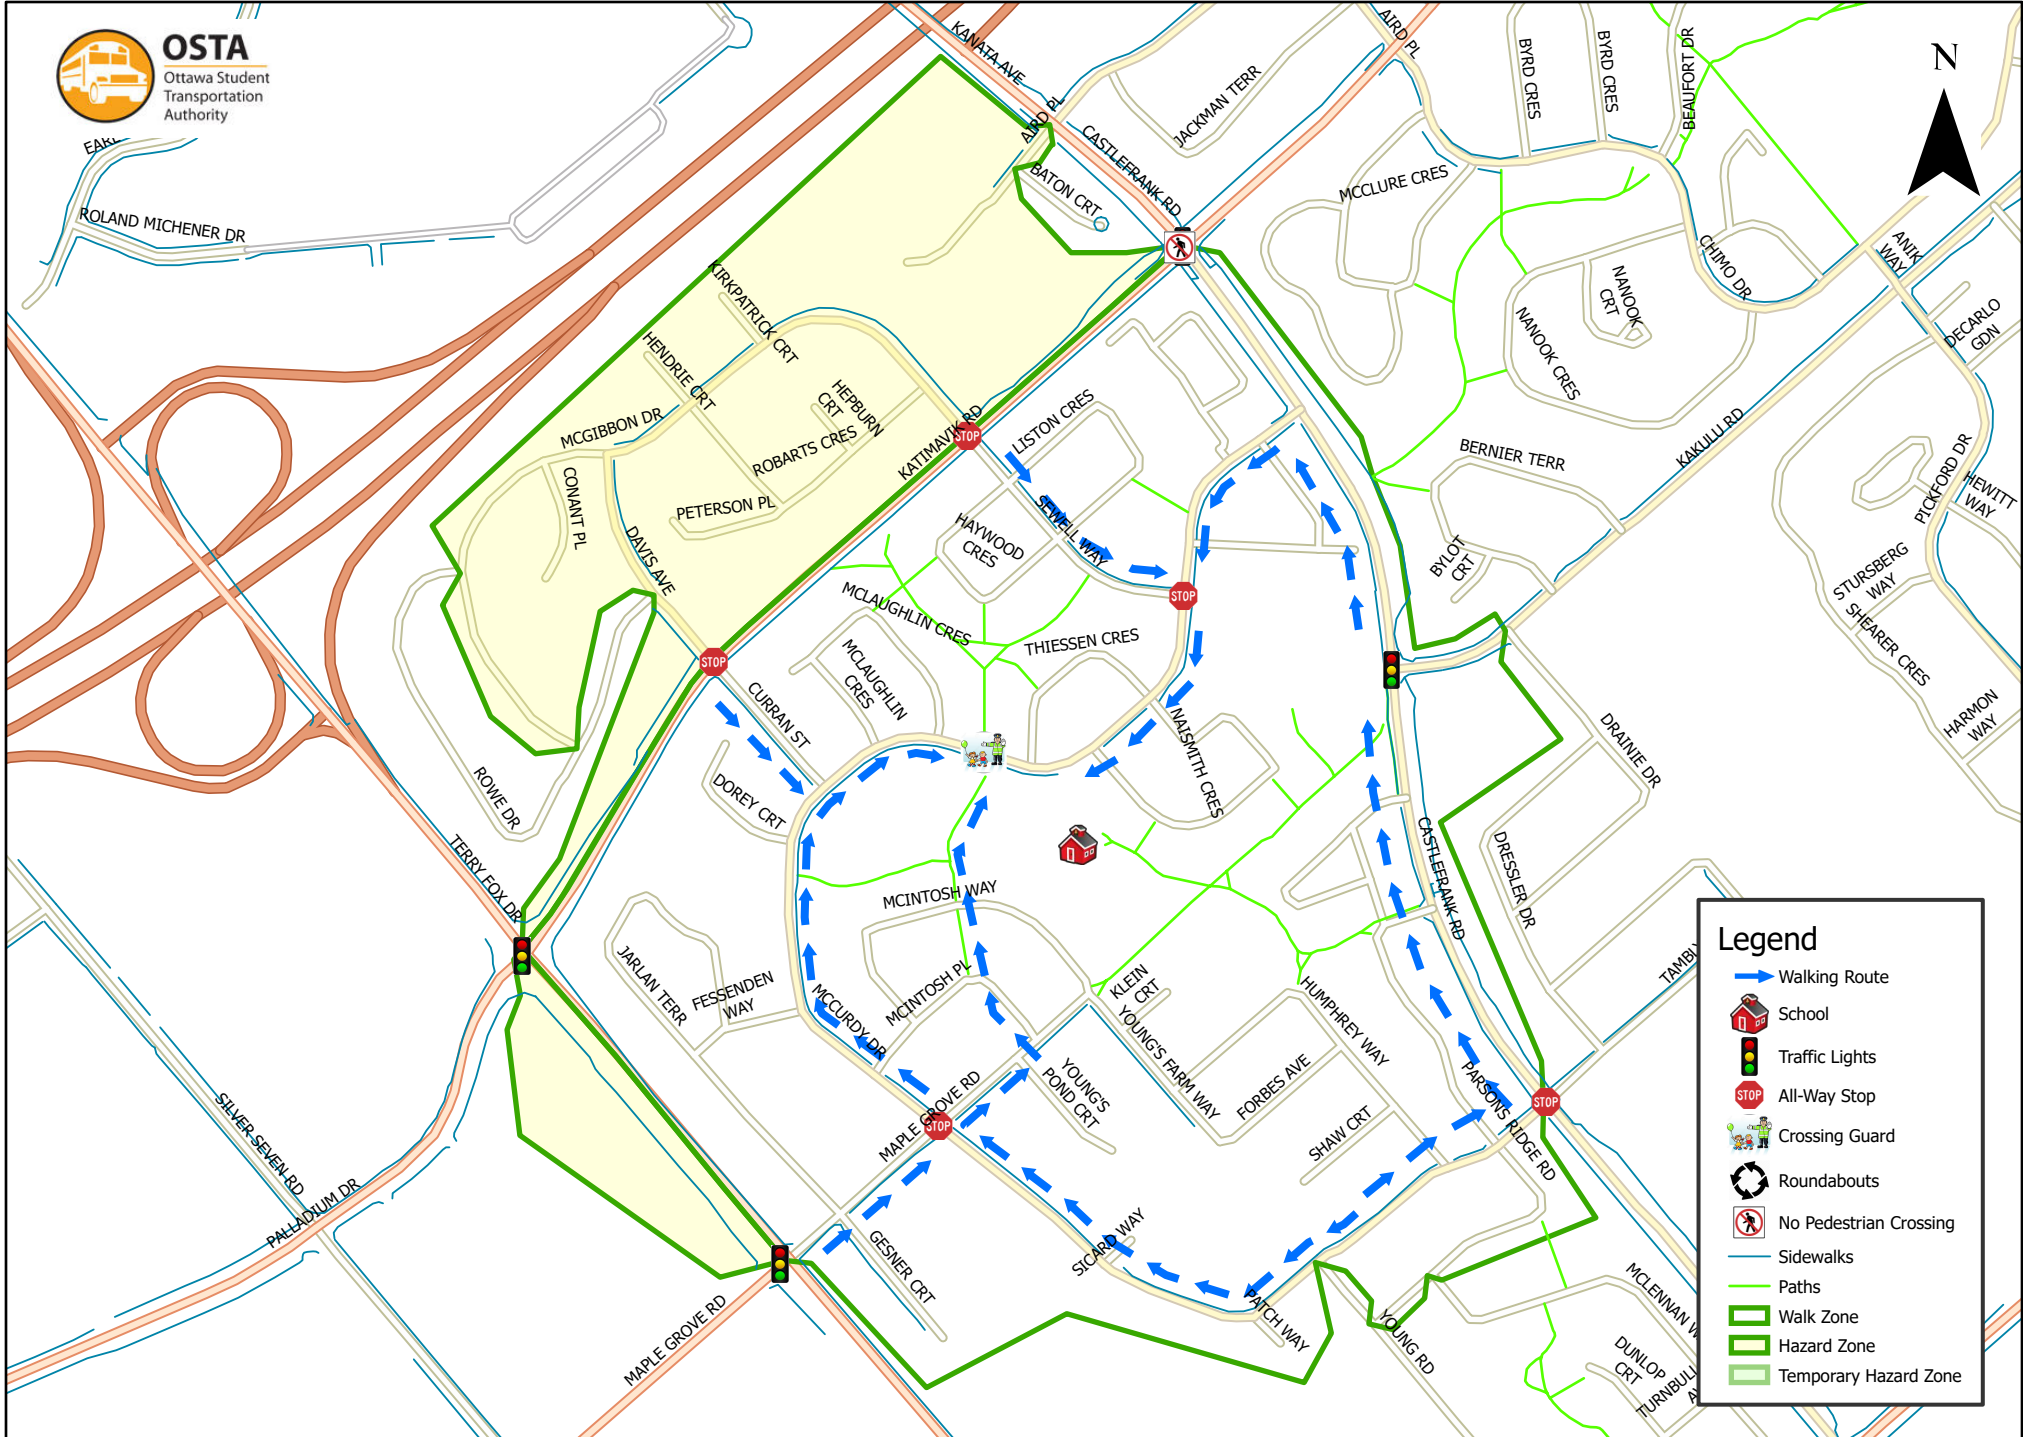 OSTA
Ottawa Student
Transportation
Authority
N
KANATA AVE
AIRD PL
AIRD PL
BYRD CRES
BYRD CRES
BEAUFORT DR
JACKMAN TERR
CASTLEFRANK RD
BATON CRT
MCCLURE CRES
ROLAND MICHENER DR
CHIMO DR
ANIK
WAY
NANOOK
CRT
NANOOK CRES
DECARLO
GDN
KIRKPATRICK CRT
HENDRIE CRT
HEPBURN
CRT
MCGIBBON DR
ROBARTS CRES
KATIMAVIK RD
STOP
LISTON CRES
BERNIER TERR
KAKULU RD
PICKFORD DR
HEWITT
WAY
CONANT PL
PETERSON PL
DAVIS AVE
HAYWOOD
CRES
SEWELL WAY
BYLOT
CRT
STURSBERG
WAY
SHEARER CRES
STOP
MCLAUGHLIN CRES
MCLAUGHLIN
CRES
THIESSEN CRES
STOP
CURRAN ST
NAISMITH CRES
DRAINIE DR
HARMON
WAY
ROWE DR
DOREY CRT
TERRY FOX DR
CASTLEFRANK RD
DRESSLER DR
MCINTOSH WAY
JARLAN TERR
FESSENDEN
WAY
MCCURDY DR
MCINTOSH PL
KLEIN
CRT
YOUNG'S FARM WAY
HUMPHREY WAY
YOUNG'S
POND CRT
FORBES AVE
PARSONS RIDGE RD
SHAW CRT
STOP
STOP
MAPLE GROVE RD
SILVER SEVEN RD
PALLADIUM DR
GESNER CRT
SICARD WAY
PATCH WAY
YOUNG RD
MAPLE GROVE RD
MCLENNAN W
DUNLOP
CRT
TURNBULL
Legend
Walking Route
School
Traffic Lights
STOP All-Way Stop
Crossing Guard
Roundabouts
No Pedestrian Crossing
Sidewalks
Paths
Walk Zone
Hazard Zone
Temporary Hazard Zone